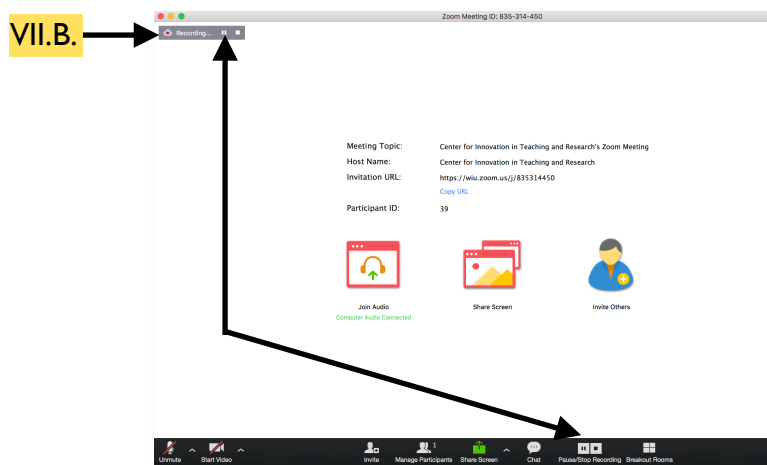 Zoom Meeting ID: 835-314-450
VII.B.
Recording...
Meeting Topic: Center for Innovation in Teaching and Research's Zoom Meeting
Host Name: Center for Innovation in Teaching and Research
Invitation URL: https://wiu.zoom.us/j/835314450
Copy URL
Participant ID: 39
Join Audio Share Screen Invite Others
Computer Audio Connected
1
Unmute Start Video Invite Manage Participants Share Screen Chat Pause/Stop Recording Breakout Rooms